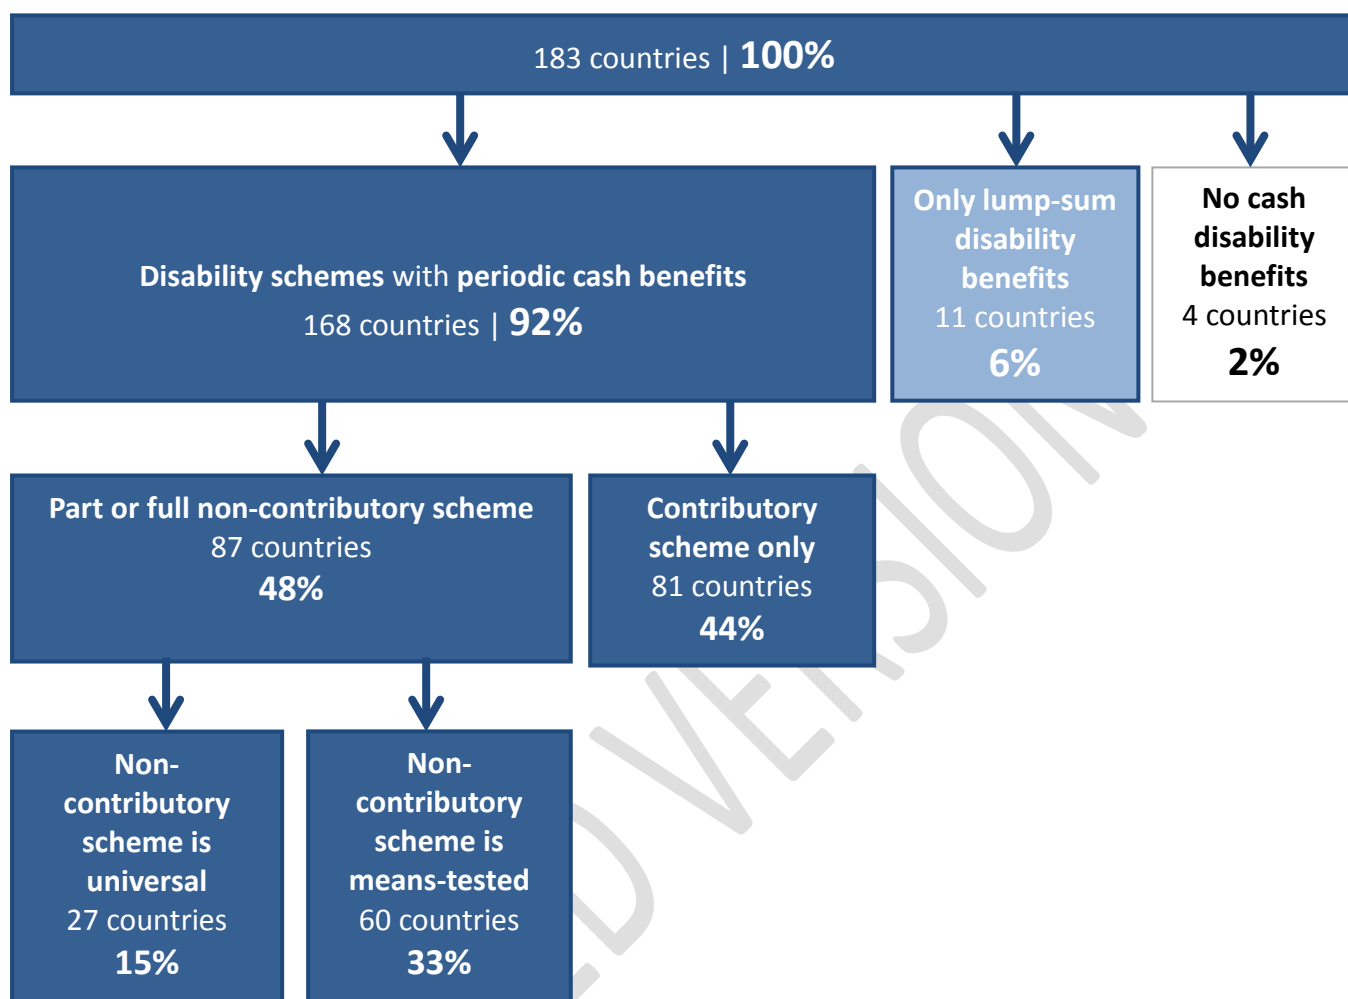 183 countries | 100%
Disability schemes with periodic cash benefits
168 countries | 92%
Only lump-sum
disability
benefits
11 countries
6%
No cash
disability
benefits
4 countries
2%
Part or full non-contributory scheme
87 countries
48%
Contributory
scheme only
81 countries
44%
Non-
contributory
scheme is
universal
27 countries
15%
Non-
contributory
scheme is
means-tested
60 countries
33%
ED VERSION